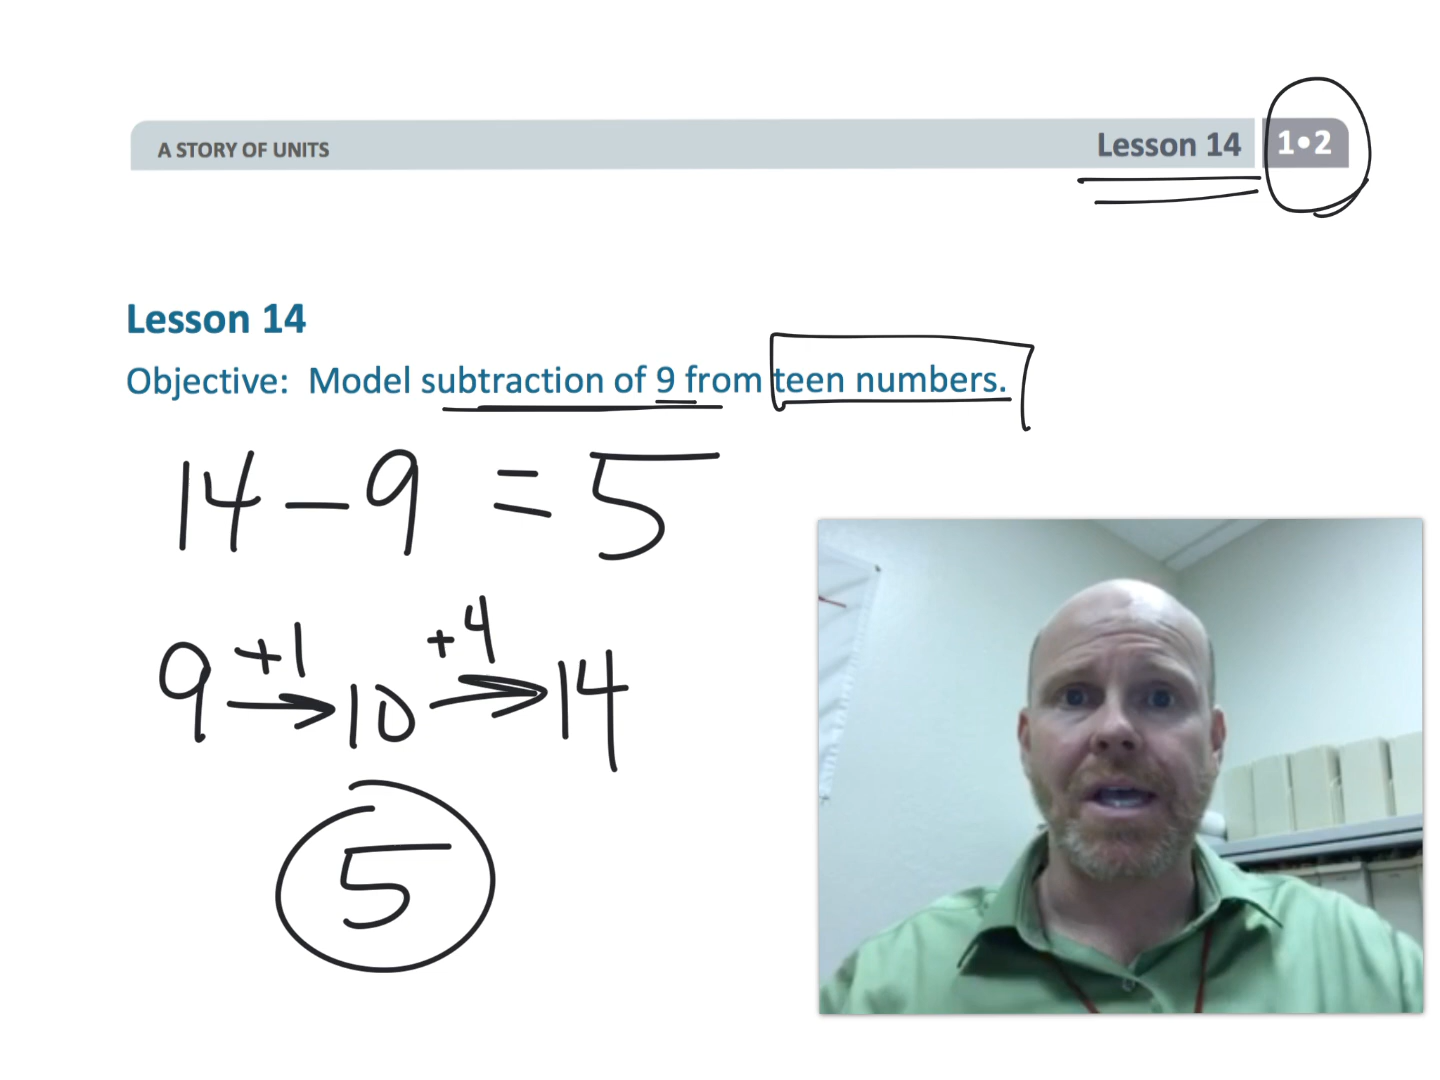 A STORY OF UNITS
Lesson 14 1•2
Lesson 14
Objective: Model subtraction of 9 from teen numbers.
14 - 9 = 5
+1 +4
9 → 10 → 14
5